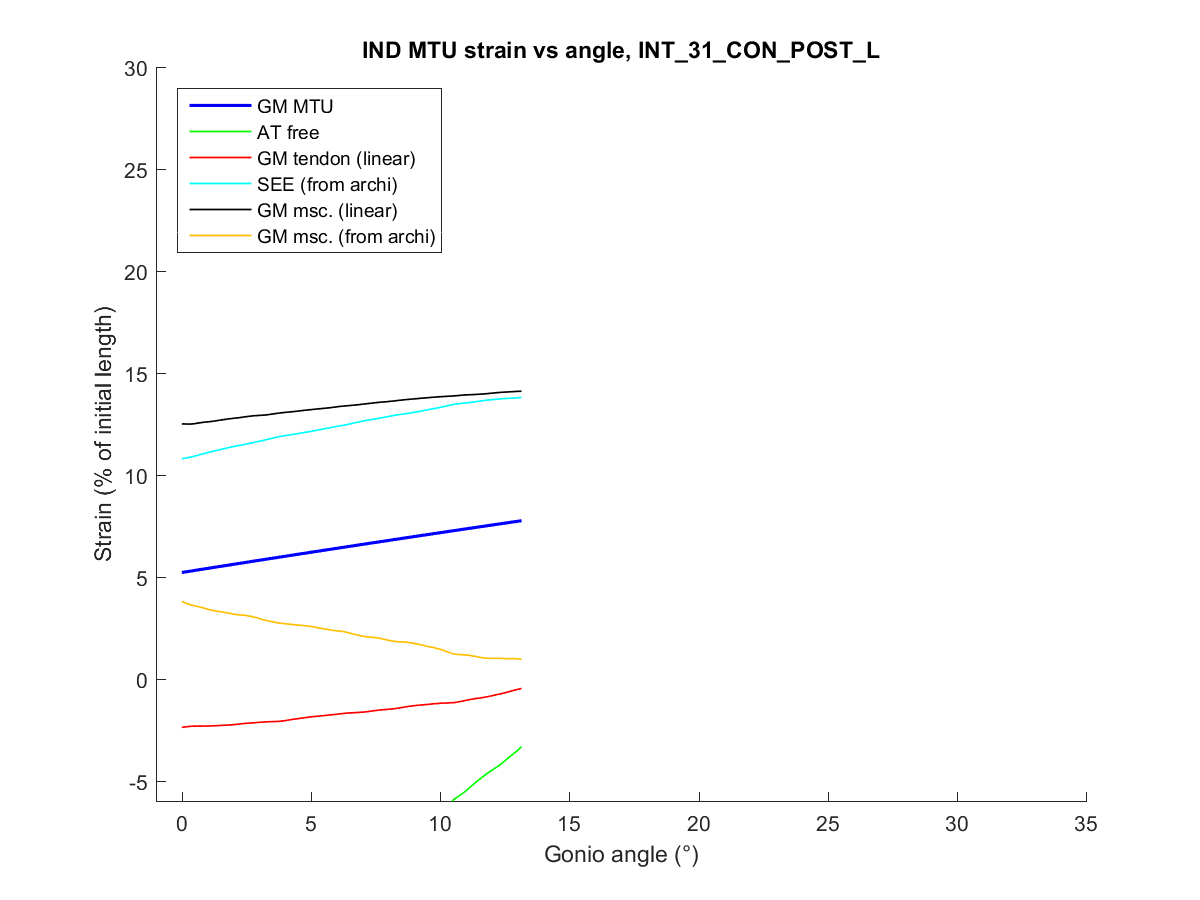 IND MTU strain vs angle, INT_31_CON_POST_L
30
25
20
15
10
5
0
-5
Strain (% of initial length)
GM MTU
AT free
GM tendon (linear)
SEE (from archi)
GM msc. (linear)
GM msc. (from archi)
0 5 10 15 20 25 30 35
Gonio angle (°)